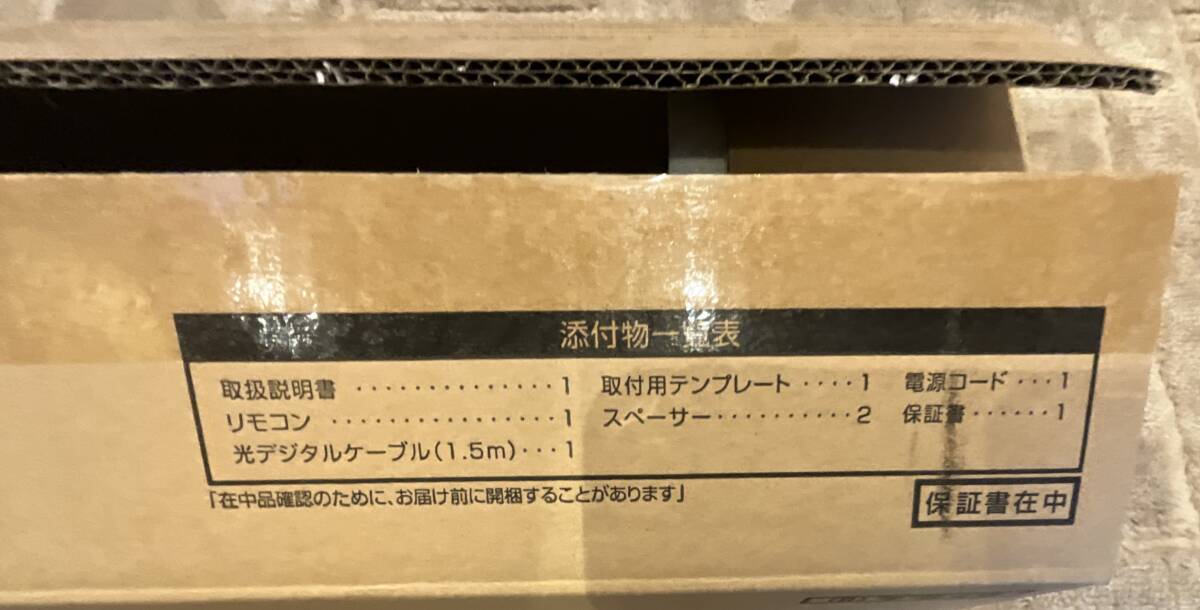 添付物一覧表
取扱説明書 ・・・・・・・・・・・・・・ 1 取付用テンプレート ・・・・ 1 電源コード ・・・ 1
リモコン ・・・・・・・・・・・・・・・・ 1 スペーサー・・・・・・・・・・ 2 保証書・・・・・・ 1
光デジタルケーブル(1.5m)・・・ 1
「在中品確認のために、お届け前に開梱することがあります」
保証書在中